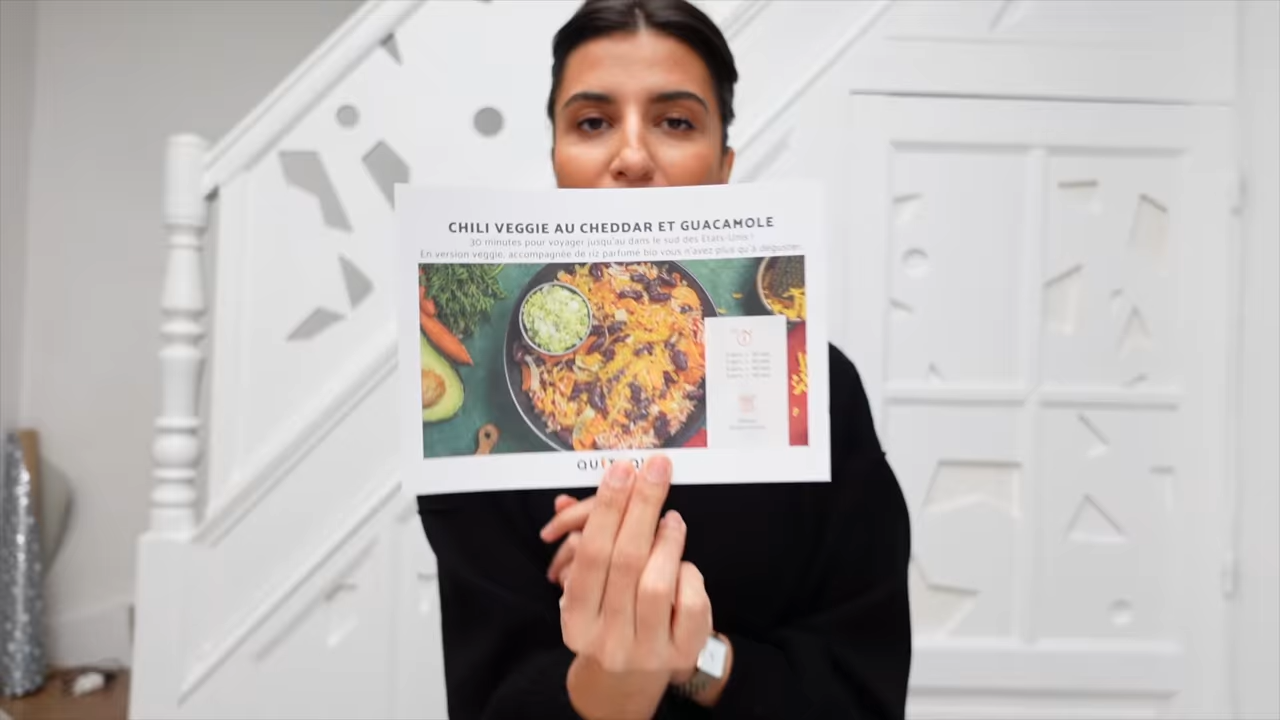 CHILI VEGGIE AU CHEDDAR ET GUACAMOLE
30 minutes pour voyager jusqu'au dans le sud des Etats-Unis !
En version veggie, accompagnée de riz parfumé bio vous n'avez plus qu'à déguster.